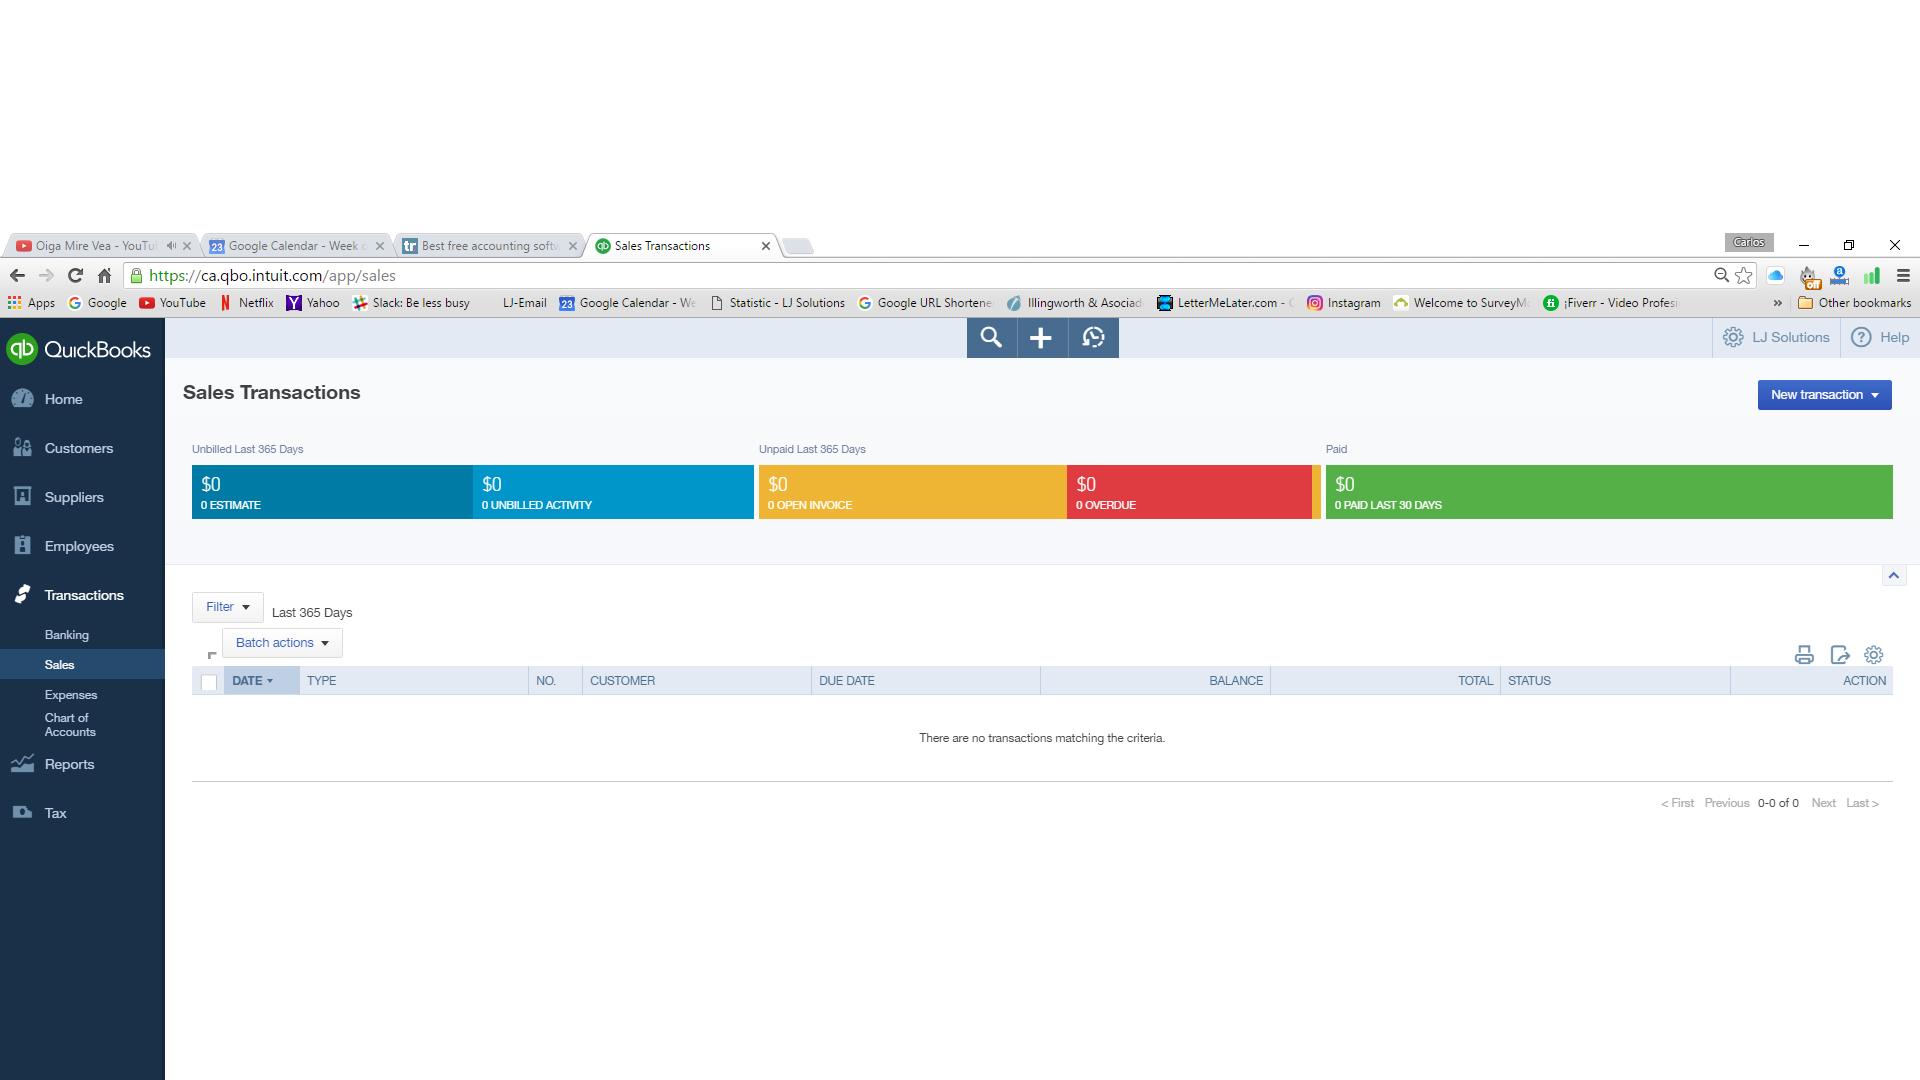 Oiga Mire Vea - YouTu
Google Calendar - Week
Best free accounting softw
Sales Transactions
Carlos
https://ca.qbo.intuit.com/app/sales
Apps
Google
YouTube
Netflix
Yahoo
Slack: Be less busy
LJ-Email
Google Calendar - We
Statistic - LJ Solutions
Google URL Shortene
Illingworth & Asociad
LetterMeLater.com -
Instagram
Welcome to SurveyM
¡Fiverr - Video Profesi
»
Other bookmarks
QuickBooks
LJ Solutions
Help
Home
Customers
Suppliers
Employees
Transactions
Banking
Sales
Expenses
Chart of
Accounts
Reports
Tax
Sales Transactions
New transaction
Unbilled Last 365 Days
Unpaid Last 365 Days
Paid
$0
0 ESTIMATE
$0
0 UNBILLED ACTIVITY
$0
0 OPEN INVOICE
$0
0 OVERDUE
$0
0 PAID LAST 30 DAYS
Filter
Last 365 Days
Batch actions
DATE TYPE NO. CUSTOMER DUE DATE BALANCE TOTAL STATUS ACTION
There are no transactions matching the criteria.
< First Previous 0-0 of 0 Next Last >